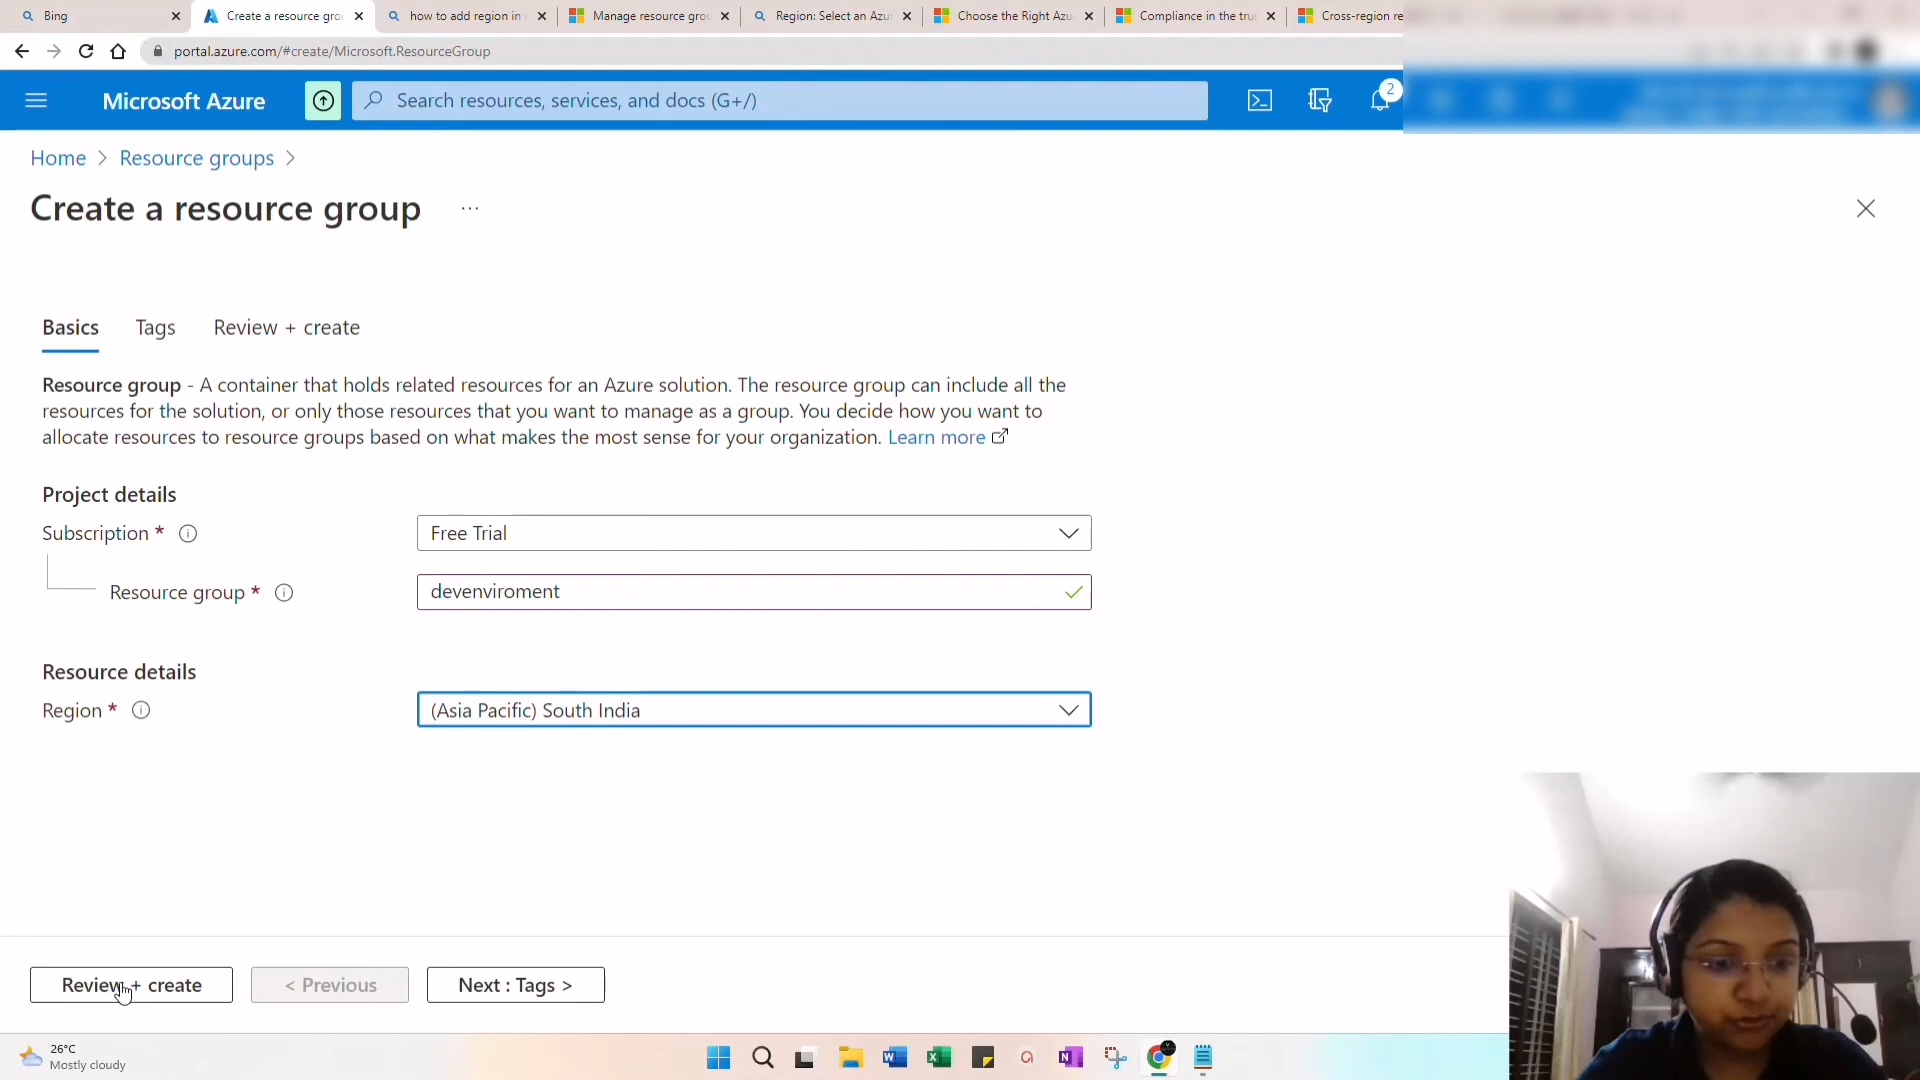 Bing
Create a resource gro
how to add region in
Manage resource gro
Region: Select an Azu
Choose the Right Azu
Compliance in the tru
Cross-region re
portal.azure.com/#create/Microsoft.ResourceGroup
Microsoft Azure
Search resources, services, and docs (G+/)
2
Home > Resource groups >
Create a resource group ...
Basics
Tags
Review + create
Resource group - A container that holds related resources for an Azure solution. The resource group can include all the
resources for the solution, or only those resources that you want to manage as a group. You decide how you want to
allocate resources to resource groups based on what makes the most sense for your organization. Learn more
Project details
Subscription *
Free Trial
Resource group *
devenviroment
Resource details
Region *
(Asia Pacific) South India
Review + create
< Previous
Next : Tags >
26°C
Mostly cloudy